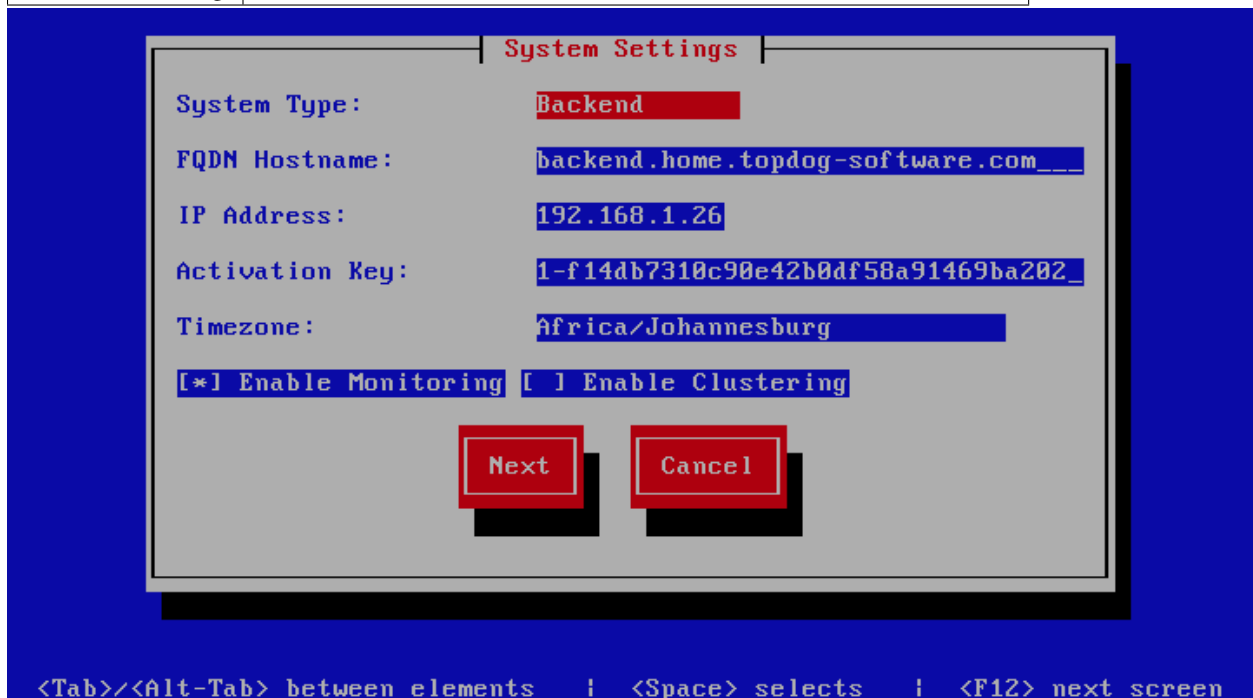 System Settings
System Type: Backend
FQDN Hostname: backend.home.topdog-software.com___
IP Address: 192.168.1.26
Activation Key: 1-f14db7310c90e42b0df58a91469ba202_
Timezone: Africa/Johannesburg
[*] Enable Monitoring [ ] Enable Clustering
Next Cancel
<Tab>/<Alt-Tab> between elements | <Space> selects | <F12> next screen